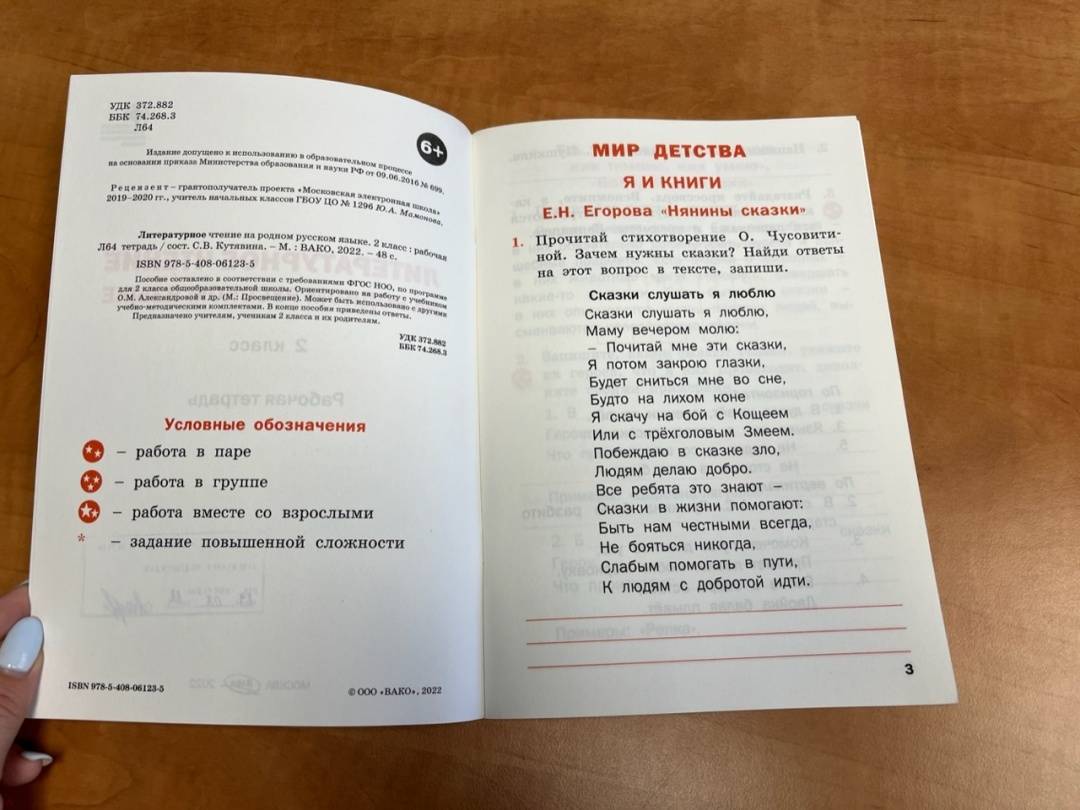 УДК 372.882
ББК 74.268.3
Л64
6+
Издание допущено к использованию в образовательном процессе
на основании приказа Министерства образования и науки РФ от 09.06.2016 № 699.
Рецензент – грантополучатель проекта «Московская электронная школа»
2019–2020 гг., учитель начальных классов ГБОУ ЦО № 1296 Ю.А. Мамонова.
Литературное чтение на родном русском языке. 2 класс : рабочая
Л64 тетрадь / сост. С.В. Кутявина. – М. : ВАКО, 2022. – 48 с.
ISBN 978-5-408-06123-5
Пособие составлено в соответствии с требованиями ФГОС НОО, по программе
для 2 класса общеобразовательной школы. Ориентировано на работу с учебником
О.М. Александровой и др. (М.: Просвещение). Может быть использовано с другими
учебно-методическими комплектами. В конце пособия приведены ответы.
Предназначено учителям, ученикам 2 класса и их родителям.
УДК 372.882
ББК 74.268.3
Условные обозначения
– работа в паре
– работа в группе
– работа вместе со взрослыми
* – задание повышенной сложности
ISBN 978-5-408-06123-5
© ООО «ВАКО», 2022
МИР ДЕТСТВА
Я И КНИГИ
Е.Н. Егорова «Нянины сказки»
1. Прочитай стихотворение О. Чусовити-
ной. Зачем нужны сказки? Найди ответы
на этот вопрос в тексте, запиши.
Сказки слушать я люблю
Сказки слушать я люблю,
Маму вечером молю:
– Почитай мне эти сказки,
Я потом закрою глазки,
Будет сниться мне во сне,
Будто на лихом коне
Я скачу на бой с Кощеем
Или с трёхголовым Змеем.
Побеждаю в сказке зло,
Людям делаю добро.
Все ребята это знают –
Сказки в жизни помогают:
Быть нам честными всегда,
Не бояться никогда,
Слабым помогать в пути,
К людям с добротой идти.
3